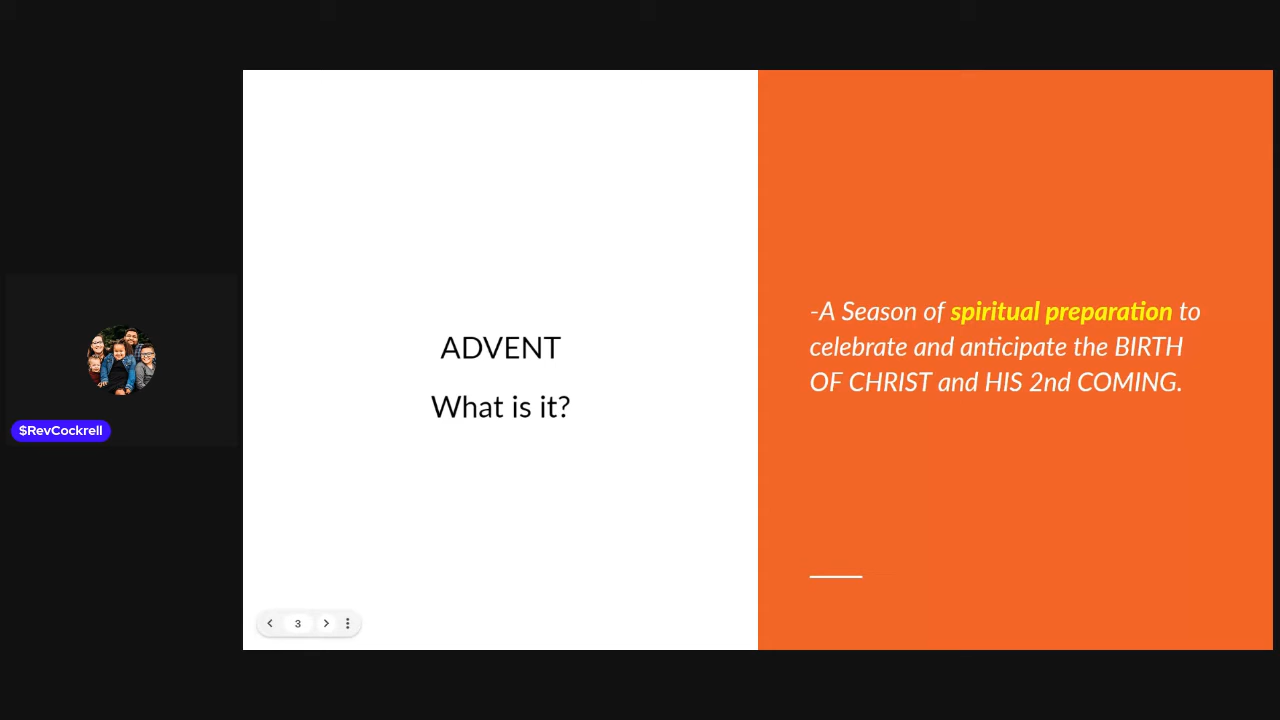 ADVENT
What is it?
-A Season of spiritual preparation to
celebrate and anticipate the BIRTH
OF CHRIST and HIS 2nd COMING.
$RevCockrell
3